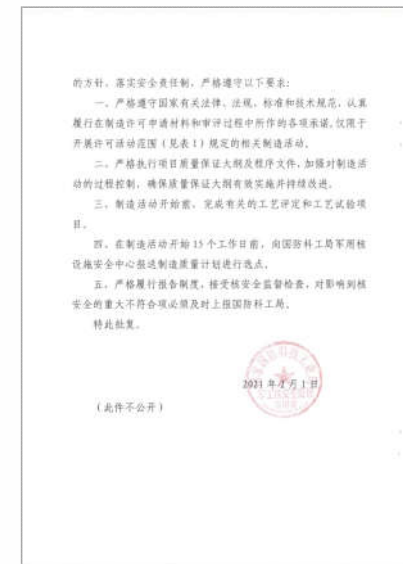 的方针，落实安全责任制，严格遵守以下要求：
一、严格遵守国家有关法律、法规、标准和技术规范，认真
履行在制造许可申请材料和审评过程中所作的各项承诺，仅限于
开展许可活动范围（见表1）规定的相关制造活动。
二、严格执行项目质量保证大纲及程序文件，加强对制造活
动的过程控制，确保质量保证大纲有效实施并持续改进。
三、制造活动开始前，完成有关的工艺评定和工艺试验项
目。
四、在制造活动开始15个工作日前，向国防科工局军用核
设施安全中心报送制造质量计划进行选点。
五、严格履行报告制度，接受核安全监督检查，对影响到核
安全的重大不符合项必须及时上报国防科工局。
特此批复。
2021年2月1日
（此件不公开）